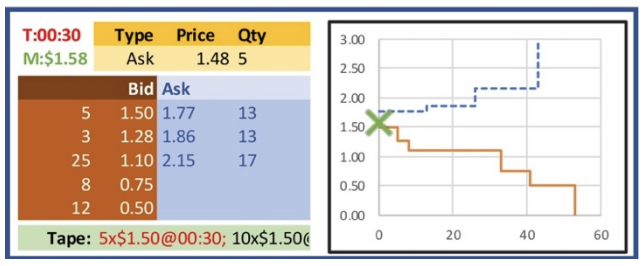 T:00:30 Type Price Qty
M:$1.58 Ask 1.48 5
Bid Ask
5 1.50 1.77 13
3 1.28 1.86 13
25 1.10 2.15 17
8 0.75
12 0.50
Tape: 5x$1.50@00:30; 10x$1.50@
3.00
2.50
2.00
1.50
1.00
0.50
0.00
0 20 40 60